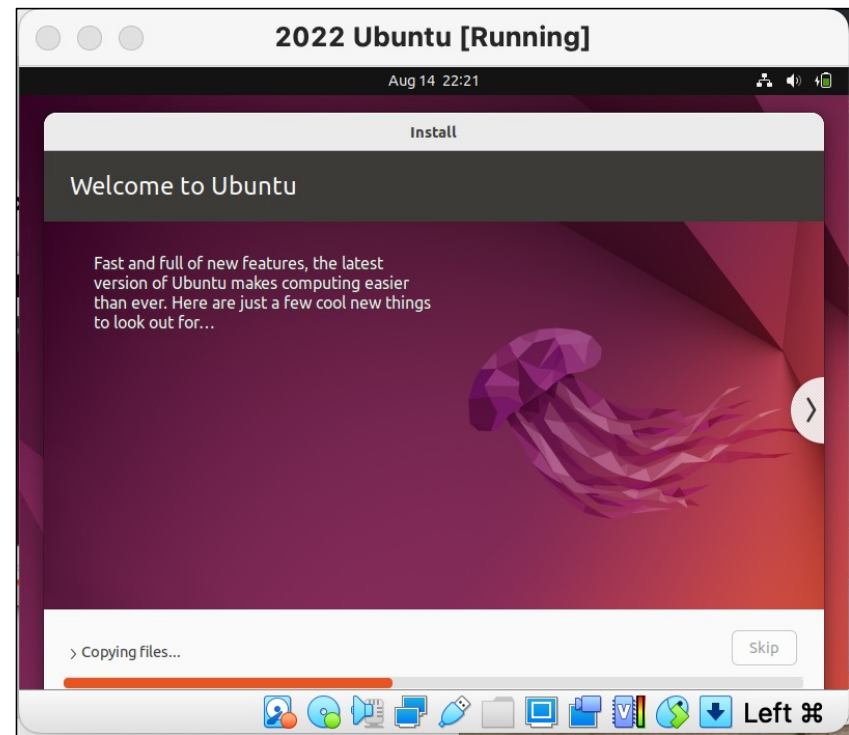 2022 Ubuntu [Running]
Aug 14 22:21
Install
Welcome to Ubuntu
Fast and full of new features, the latest
version of Ubuntu makes computing easier
than ever. Here are just a few cool new things
to look out for...
> Copying files...
Skip
V
Left ⌘